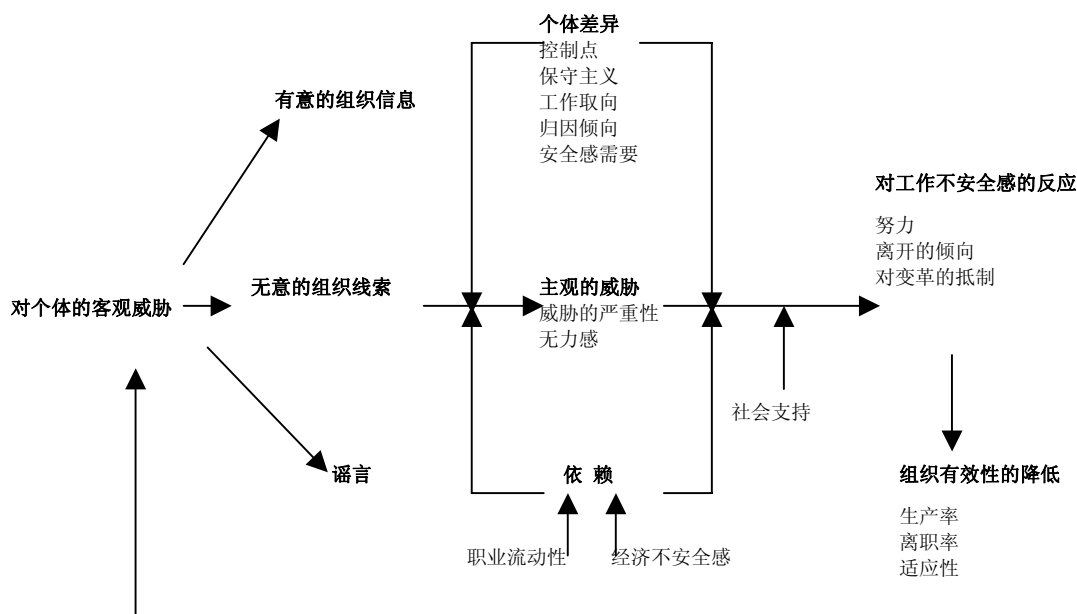 个体差异
控制点
保守主义
工作取向
归因倾向
安全感需要
有意的组织信息
对工作不安全感的反应
努力
离开的倾向
对变革的抵制
无意的组织线索
对个体的客观威胁
主观的威胁
威胁的严重性
无力感
社会支持
谣言
依 赖
组织有效性的降低
生产率
离职率
适应性
职业流动性
经济不安全感